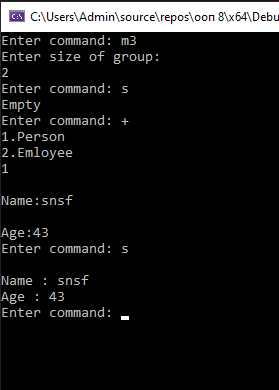 C:\Users\Admin\source\repos\ооп 8\x64\Debu
Enter command: m3
Enter size of group:
2
Enter command: s
Empty
Enter command: +
1.Person
2.Emloyee
1
Name:snsf
Age:43
Enter command: s
Name : snsf
Age : 43
Enter command: